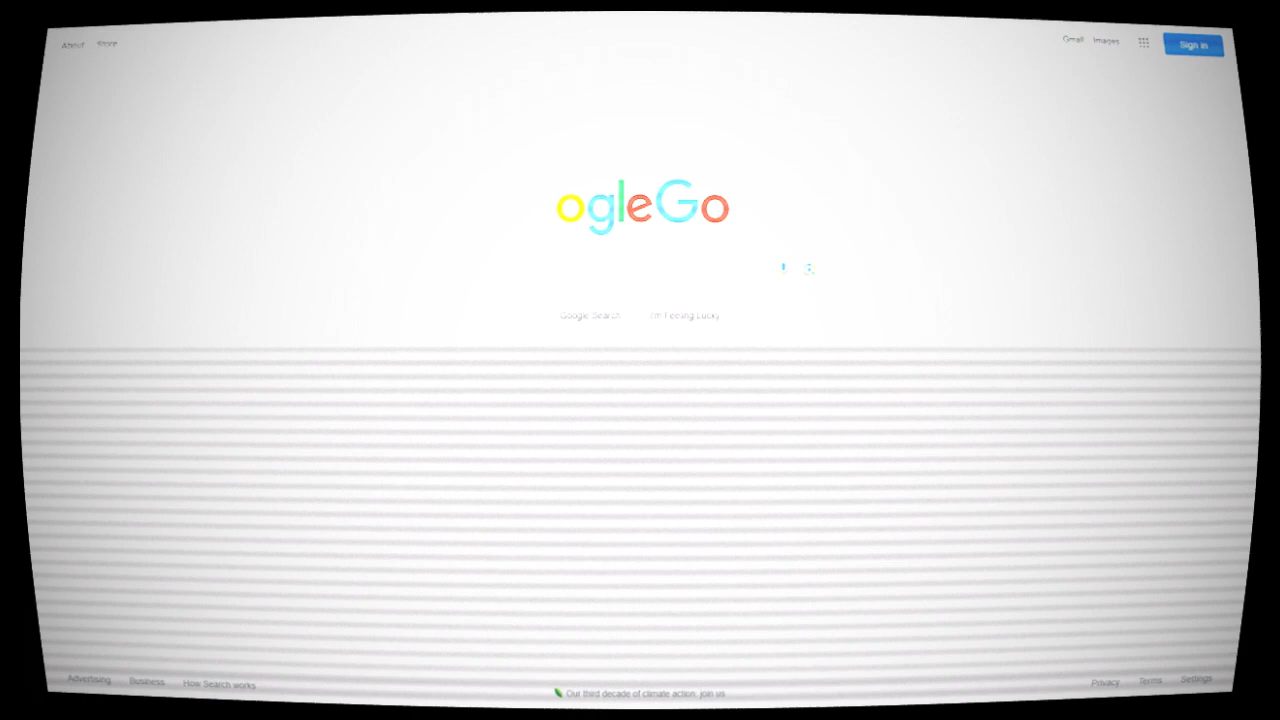 About Store Gmail Images Sign in
ogleGo
Google Search I'm Feeling Lucky
Our third decade of climate action: join us
Advertising Business How Search works Privacy Terms Settings